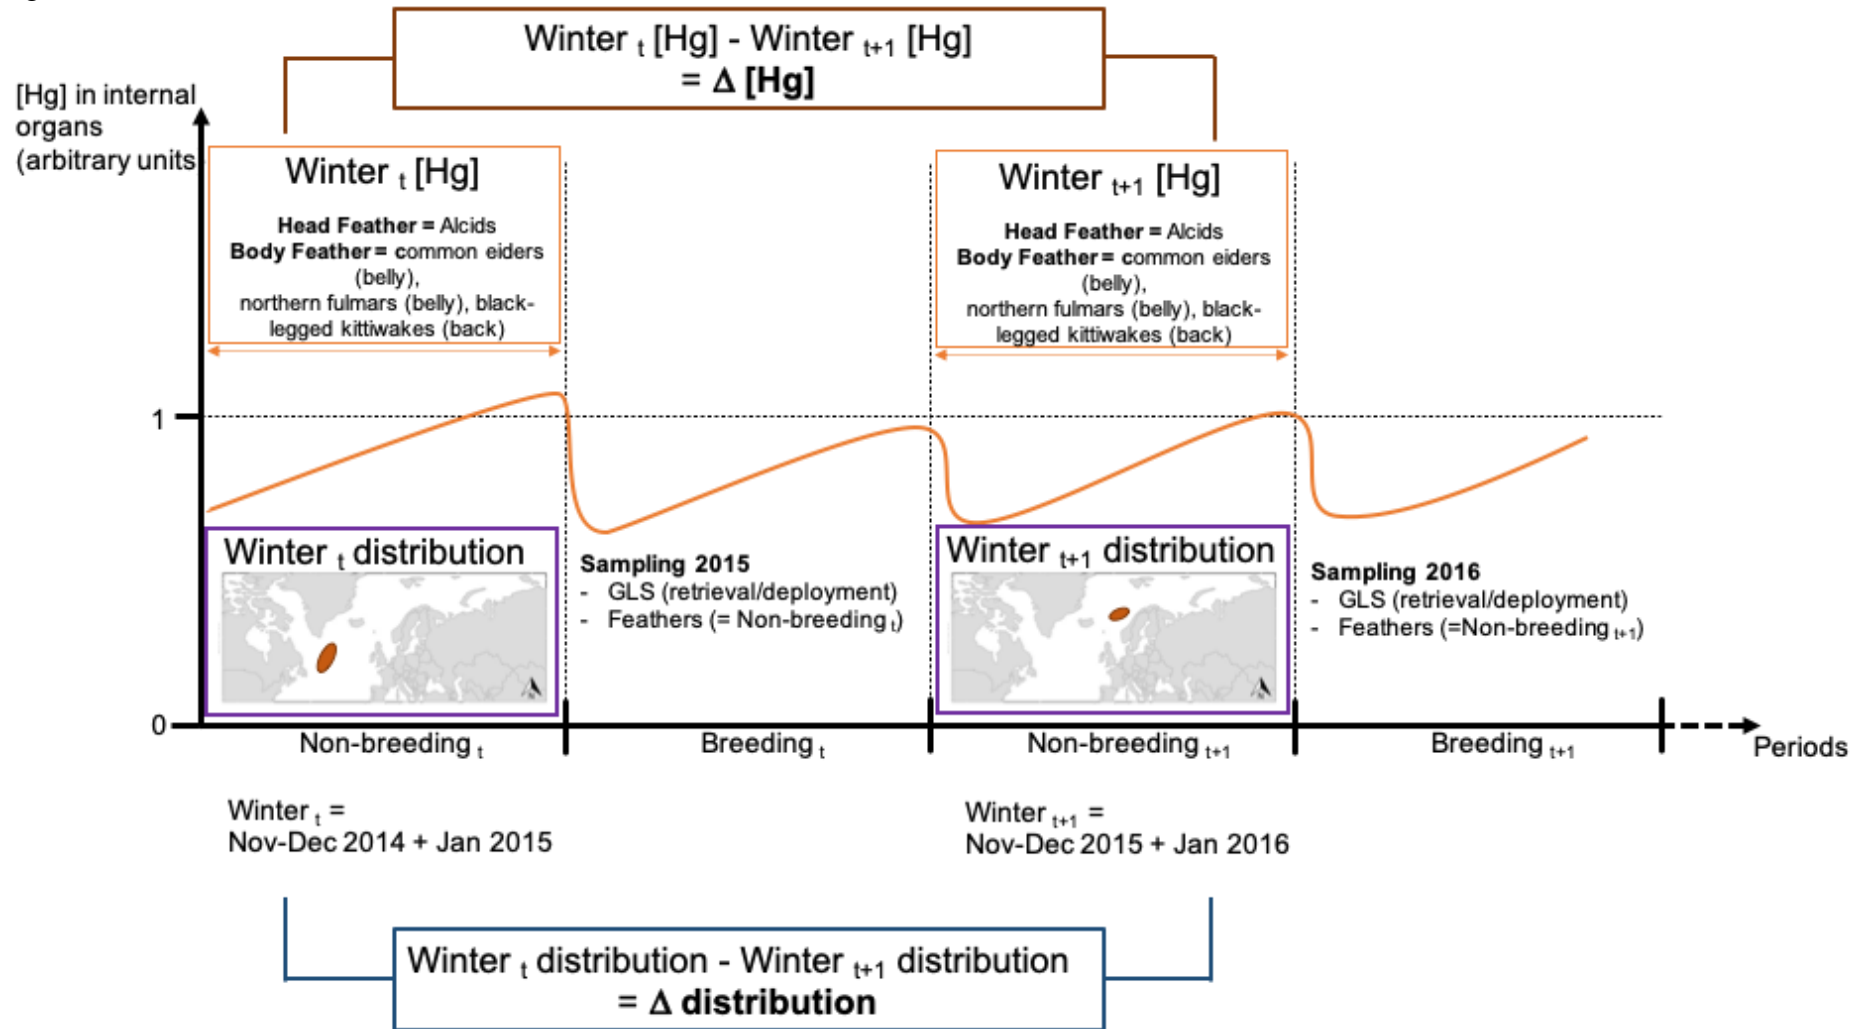 Winter t [Hg] - Winter t+1 [Hg]
= Δ [Hg]
[Hg] in internal
organs
(arbitrary units
Winter t [Hg]
Head Feather = Alcids
Body Feather = common eiders
(belly),
northern fulmars (belly), black-
legged kittiwakes (back)
Winter t+1 [Hg]
Head Feather = Alcids
Body Feather = common eiders
(belly),
northern fulmars (belly), black-
legged kittiwakes (back)
1
Winter t distribution
N
Sampling 2015
- GLS (retrieval/deployment)
- Feathers (= Non-breeding t)
Winter t+1 distribution
N
Sampling 2016
- GLS (retrieval/deployment)
- Feathers (=Non-breeding t+1)
0
Non-breeding t
Breeding t
Non-breeding t+1
Breeding t+1
Periods
Winter t =
Nov-Dec 2014 + Jan 2015
Winter t+1 =
Nov-Dec 2015 + Jan 2016
Winter t distribution - Winter t+1 distribution
= Δ distribution